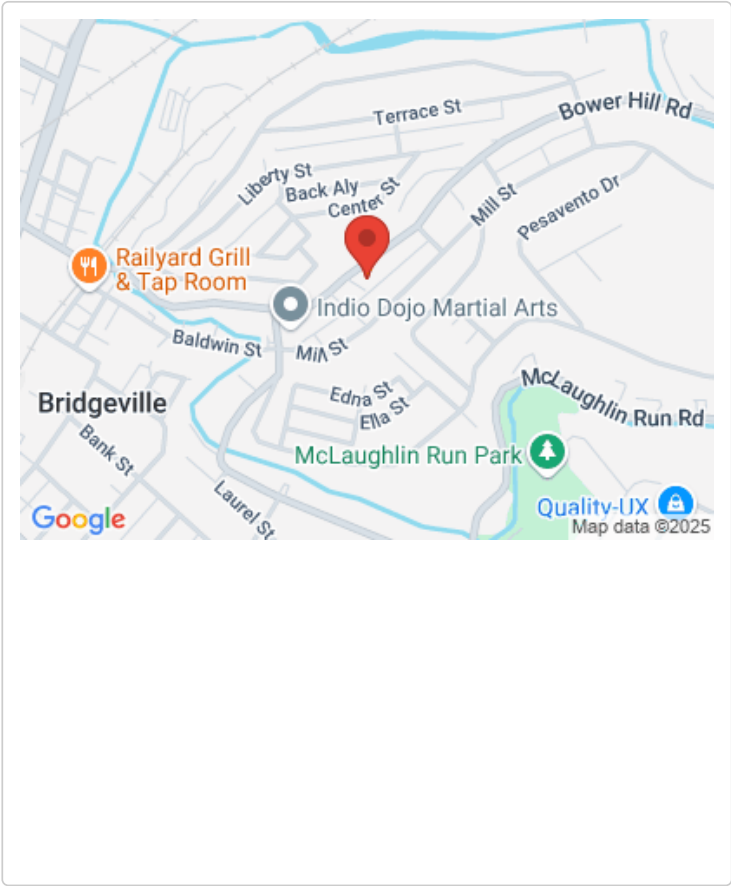 Terrace St
Bower Hill Rd
Liberty St
Back Aly
Center St
Mill St
Pesavento Dr
Railyard Grill
& Tap Room
Indio Dojo Martial Arts
Baldwin St
Mill St
Edna St
Ella St
McLaughlin Run Rd
Bridgeville
Bank St
McLaughlin Run Park
Laurel St
Quality-UX
Google
Map data ©2025